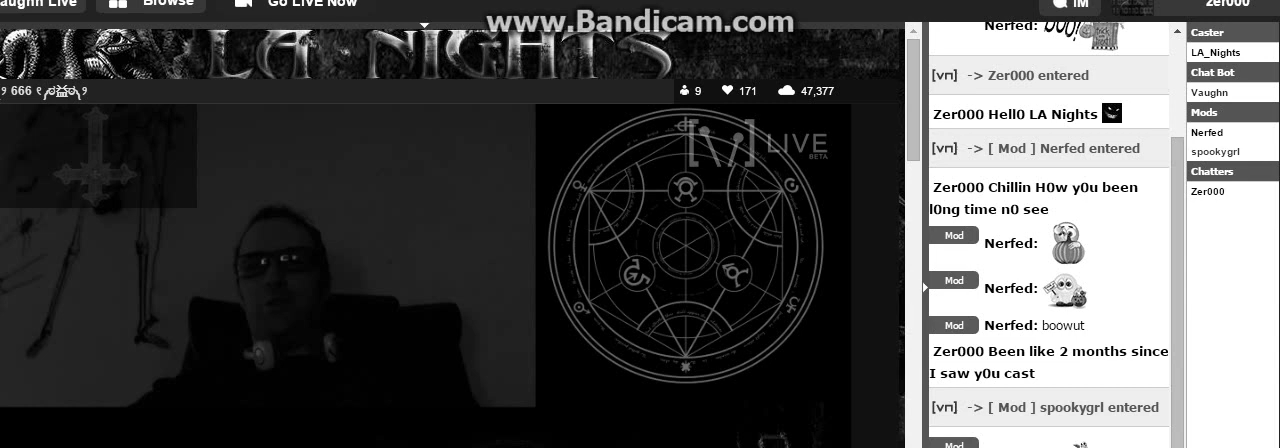 aughn Live
Browse
Go LIVE Now
www.Bandicam.com
IM
zer000
LA NIGHTS
666
9
171
47,377
[V] LIVE
BETA
Nerfed:
[vn] -> Zer000 entered
Zer000 Hell0 LA Nights
[vn] -> [ Mod ] Nerfed entered
Zer000 Chillin H0w y0u been
l0ng time n0 see
Mod Nerfed:
Mod Nerfed:
Mod Nerfed: boowut
Zer000 Been like 2 months since
I saw y0u cast
[vn] -> [ Mod ] spookygrl entered
Mod
Caster
LA_Nights
Chat Bot
Vaughn
Mods
Nerfed
spookygrl
Chatters
Zer000